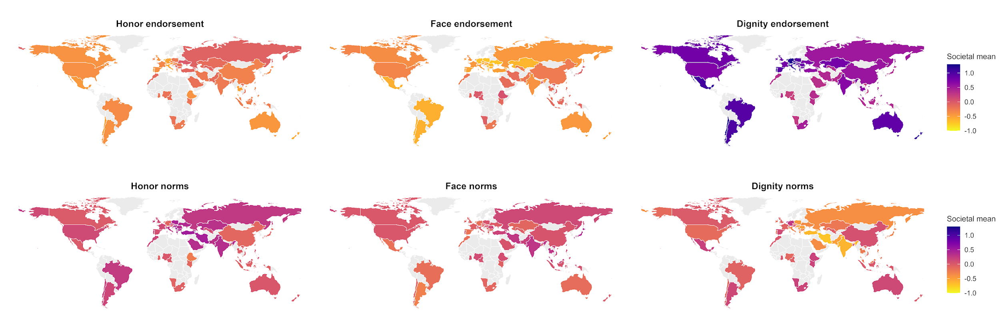 Honor endorsement
Face endorsement
Dignity endorsement
Societal mean
1.0
0.5
0.0
-0.5
-1.0
Honor norms
Face norms
Dignity norms
Societal mean
1.0
0.5
0.0
-0.5
-1.0